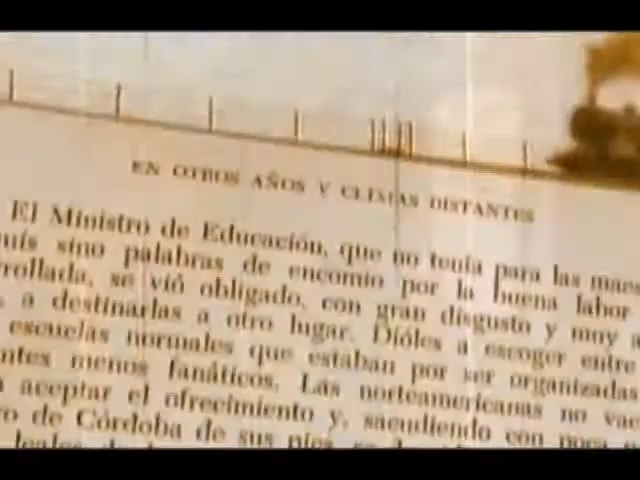 EN OTROS AÑOS Y CLIMAS DISTANTES
El Ministro de Educación, que no tenía para las maes
uís sino palabras de encomio por la buena labor
rrollada, se vió obligado, con gran disgusto y muy a
a destinarlas a otro lugar. Dióles a escoger entre
escuelas normales que estaban por ser organizadas
ntes menos fanáticos. Las norteamericanas no vac
aceptar el ofrecimiento y, sacudiendo con poca
ro de Córdoba de sus pies